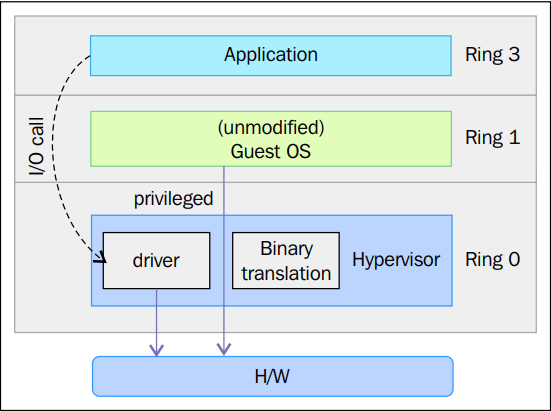 Application
Ring 3
I/O call
(unmodified)
Guest OS
Ring 1
privileged
driver
Binary
translation
Hypervisor
Ring 0
H/W